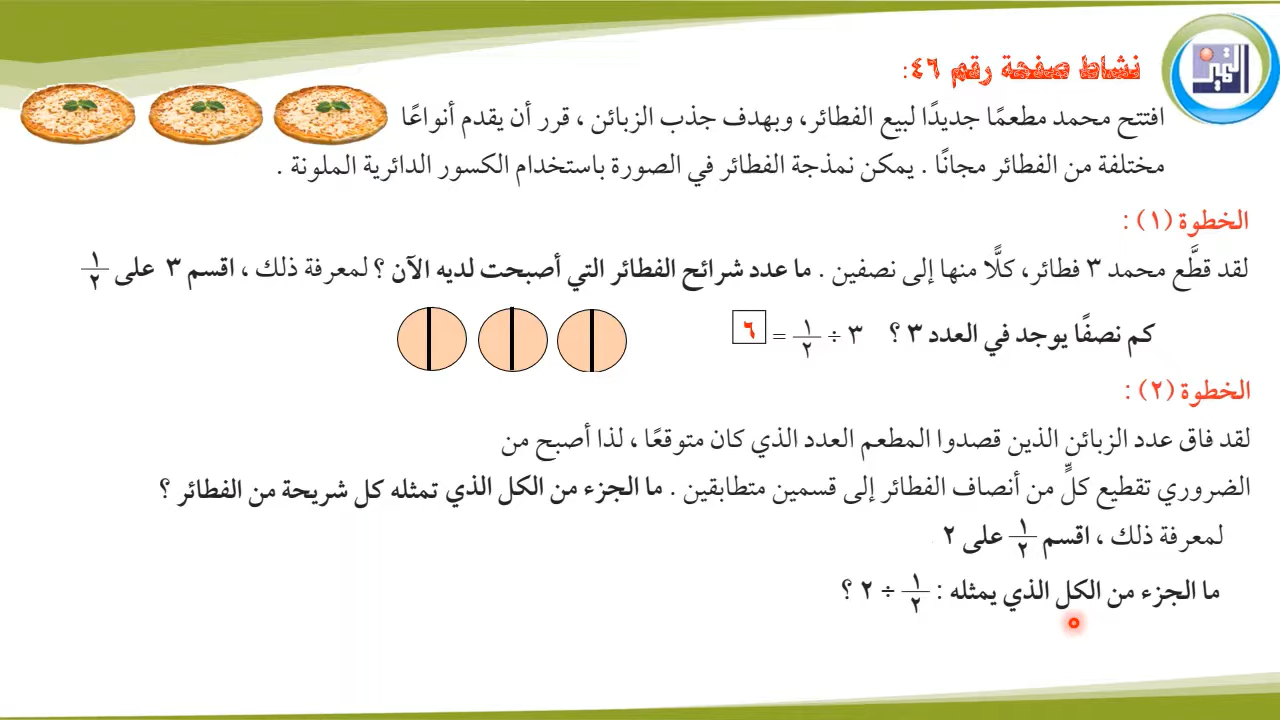 نشاط صفحة رقم ٤٦:
التميز
افتتح محمد مطعمًا جديدًا لبيع الفطائر، وبهدف جذب الزبائن ، قرر أن يقدم أنواعًا
مختلفة من الفطائر مجانًا . يمكن نمذجة الفطائر في الصورة باستخدام الكسور الدائرية الملونة .
الخطوة (١) :
لقد قطَّع محمد ٣ فطائر، كلًّا منها إلى نصفين . ما عدد شرائح الفطائر التي أصبحت لديه الآن ؟ لمعرفة ذلك ، اقسم ٣ على ١/٢
كم نصفًا يوجد في العدد ٣ ؟ ٣ ÷ ١/٢ = ٦
الخطوة (٢) :
لقد فاق عدد الزبائن الذين قصدوا المطعم العدد الذي كان متوقعًا ، لذا أصبح من
الضروري تقطيع كلٍّ من أنصاف الفطائر إلى قسمين متطابقين . ما الجزء من الكل الذي تمثله كل شريحة من الفطائر ؟
لمعرفة ذلك ، اقسم ١/٢ على ٢
ما الجزء من الكل الذي يمثله : ١/٢ ÷ ٢ ؟